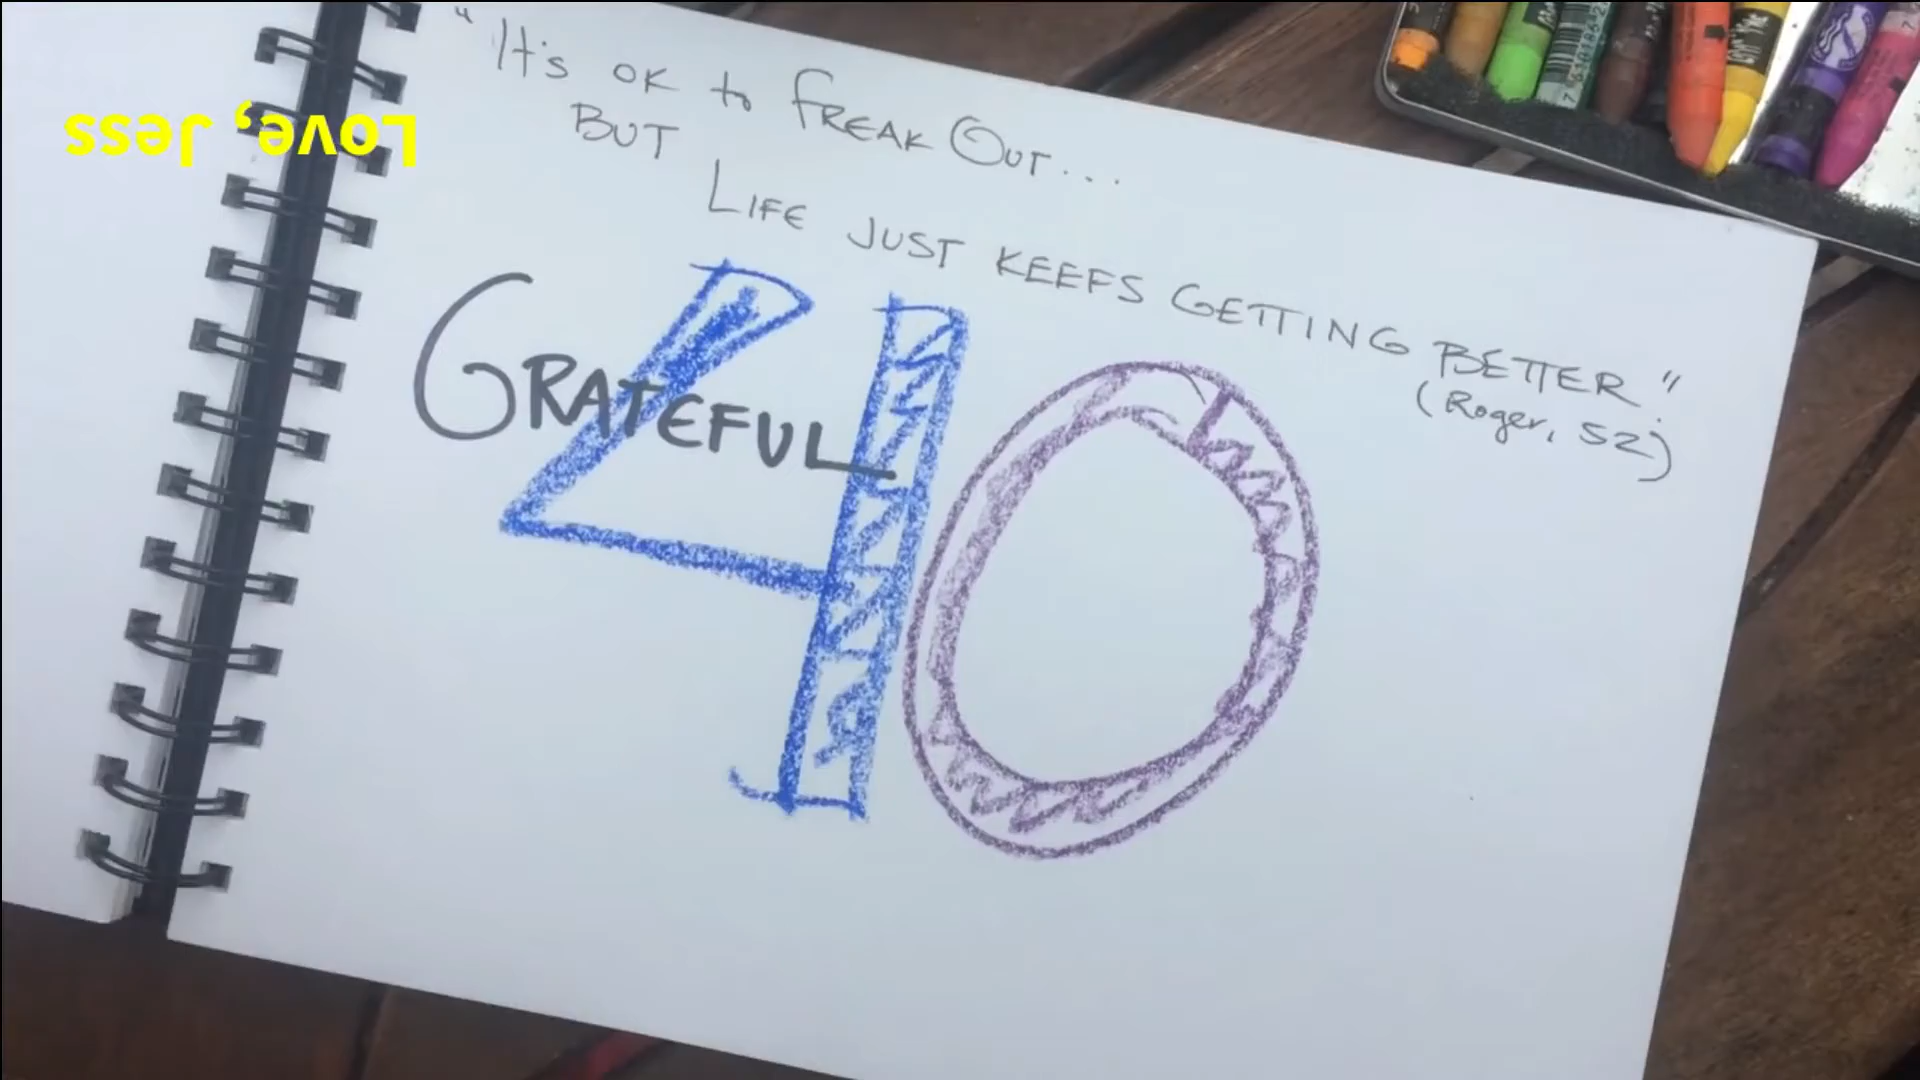 "It's OK to FREAK OUT...
BUT
LIFE JUST KEEPS GETTING BETTER."
(Roger, 52)
GRATEFUL
40
Love, Jess